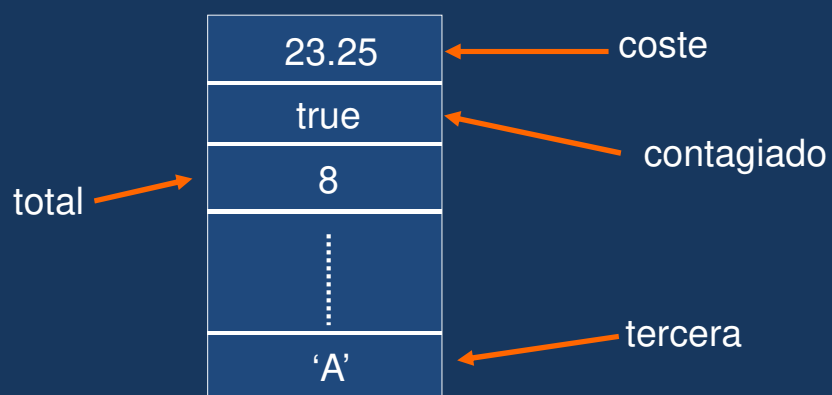 23.25
coste
true
contagiado
8
total
tercera
‘A’